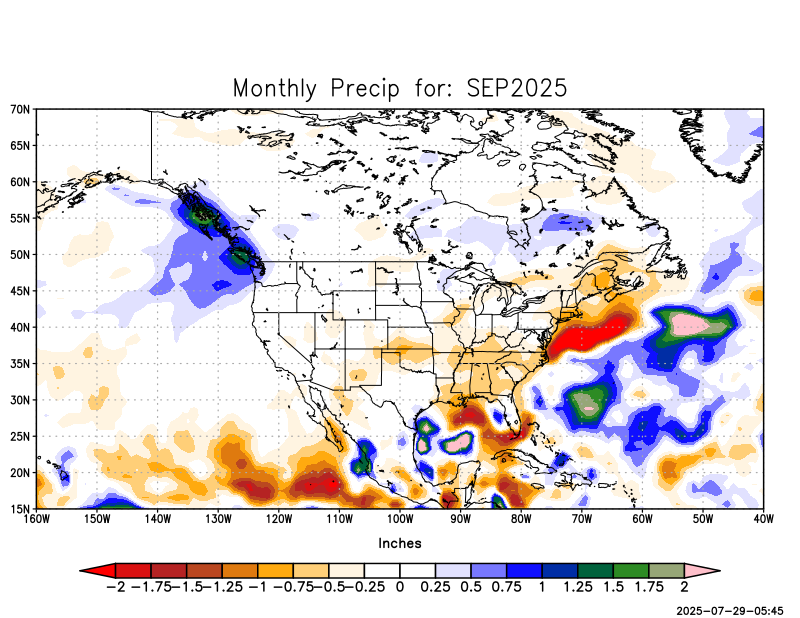 Monthly Precip for: SEP2025
70N
65N
60N
55N
50N
45N
40N
35N
30N
25N
20N
15N
160W 150W 140W 130W 120W 110W 100W 90W 80W 70W 60W 50W 40W
Inches
-2 -1.75 -1.5 -1.25 -1 -0.75 -0.5 -0.25 0 0.25 0.5 0.75 1 1.25 1.5 1.75 2
2025-07-29-05:45